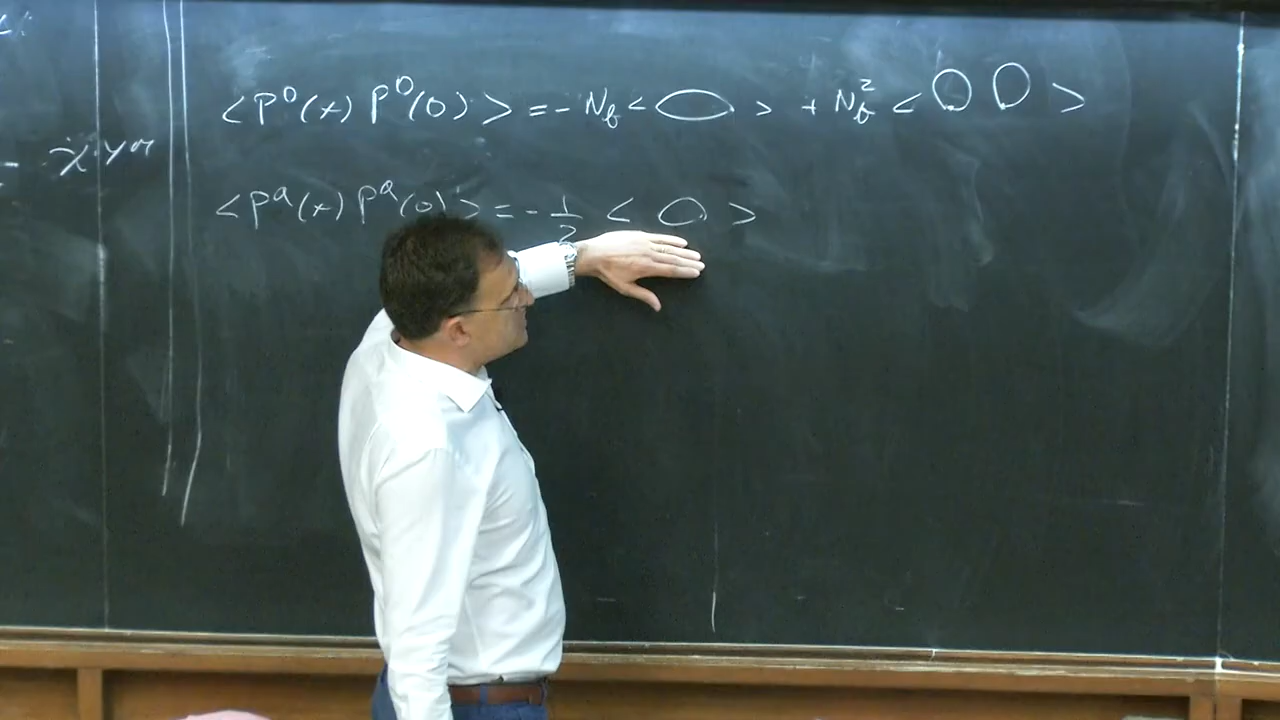 <P⁰(x) P⁰(0)> = - N_f < > + N_f² < >
- x y
<Pᵃ(x) Pᵃ(0)> = - 1/2 < >